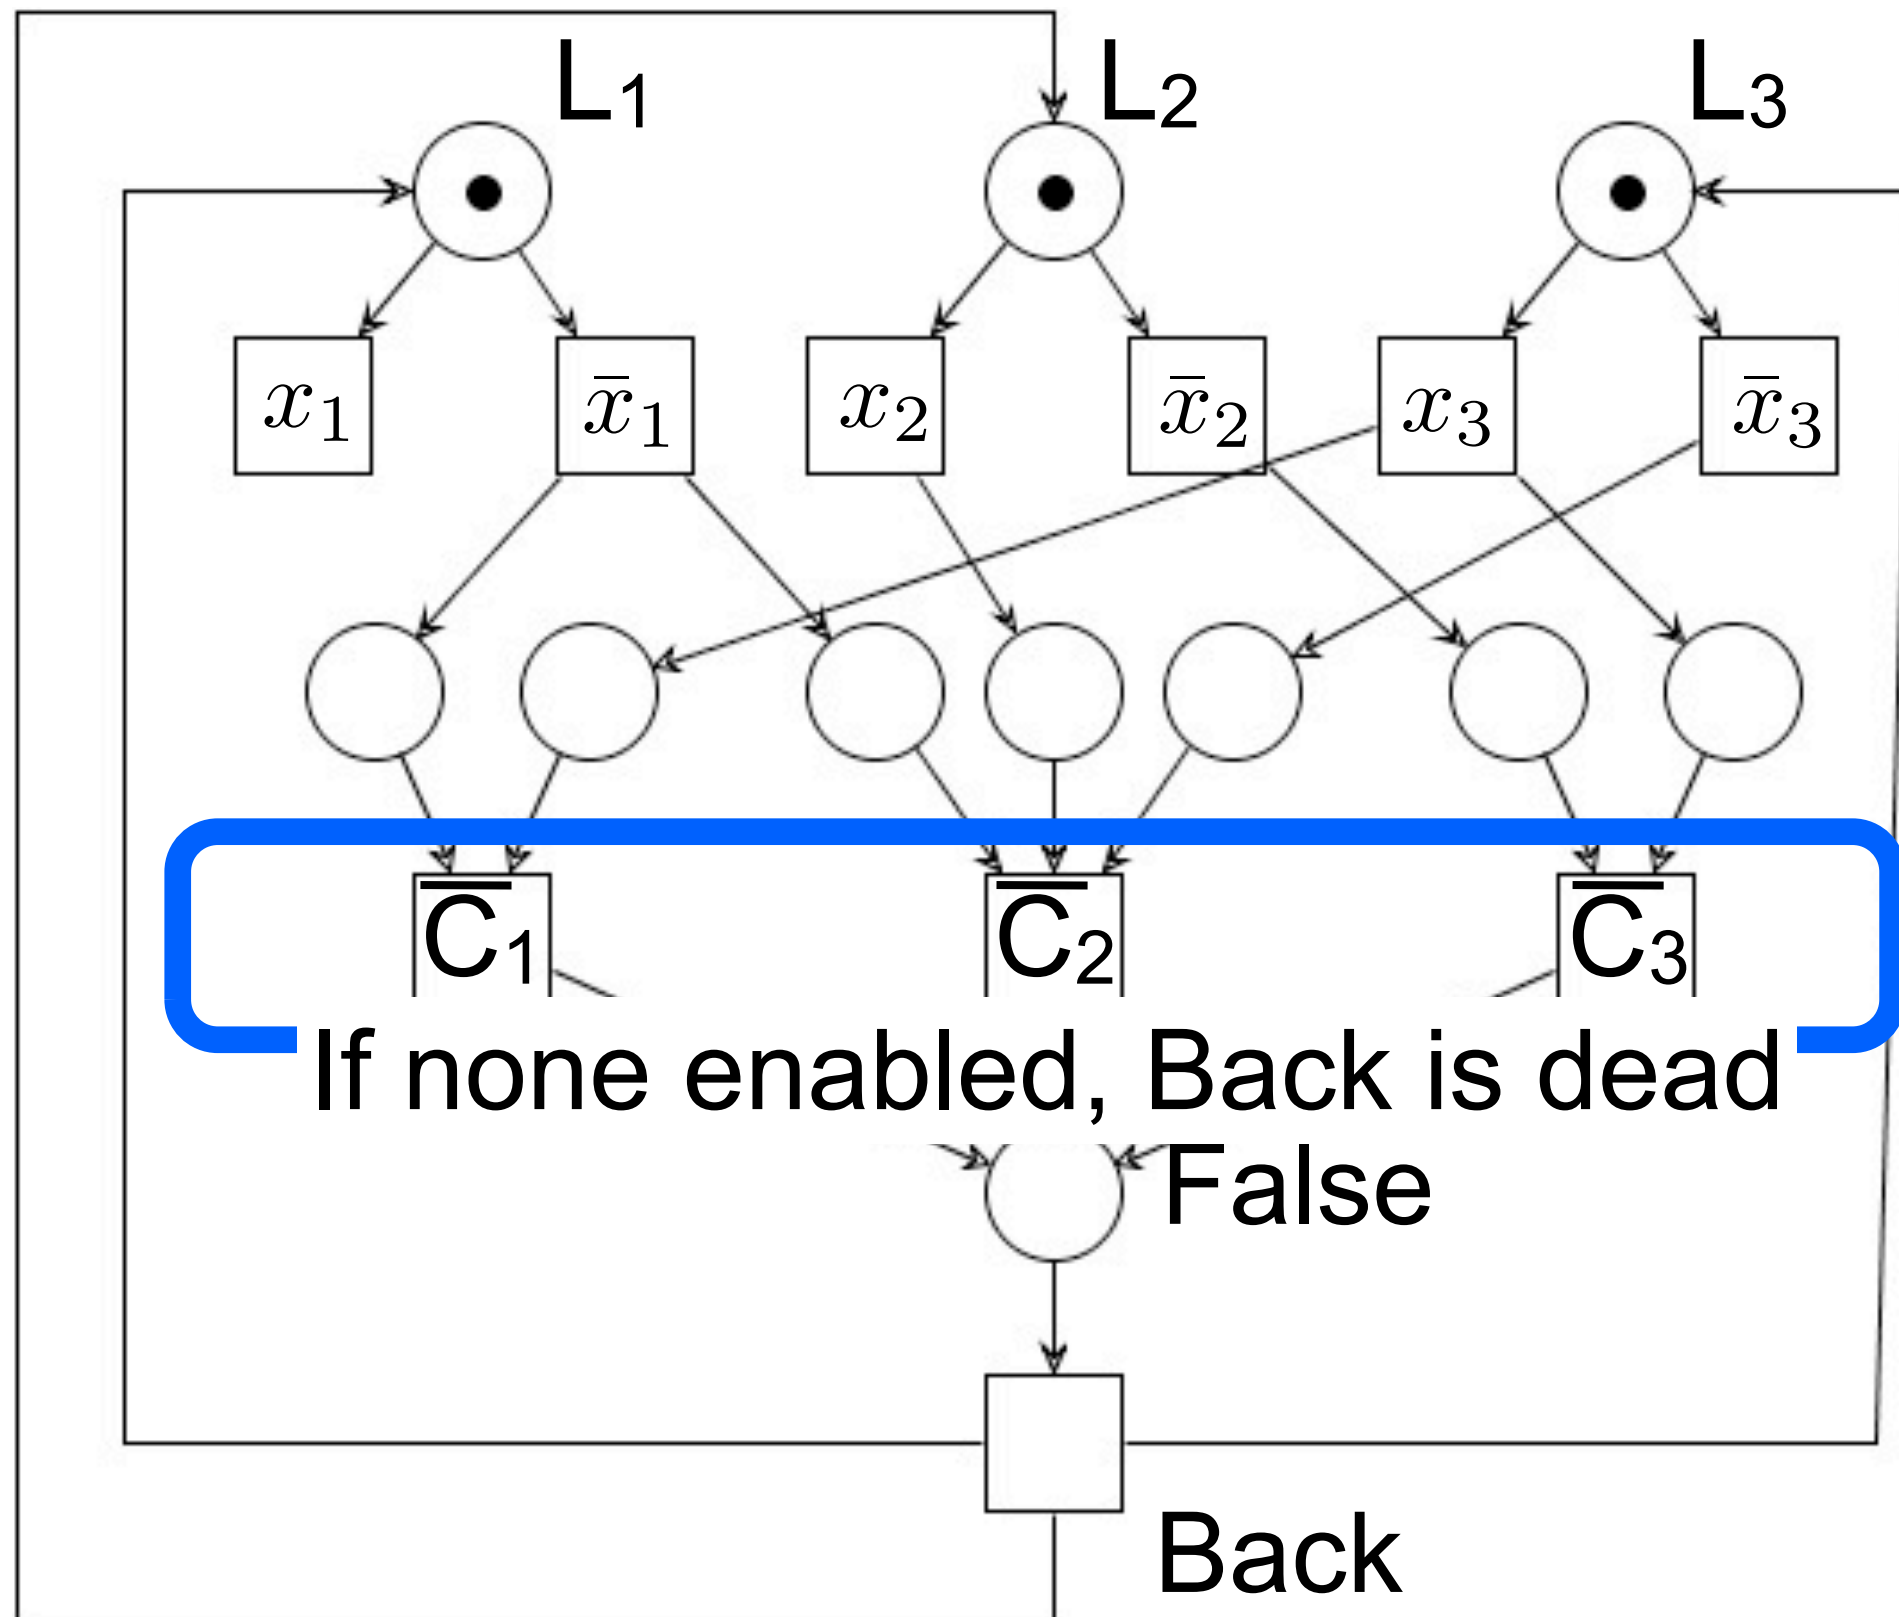 L₁ L₂ L₃
x₁ x̄₁ x₂ x̄₂ x₃ x̄₃
C̅₁ C̅₂ C̅₃
If none enabled, Back is dead
False
Back